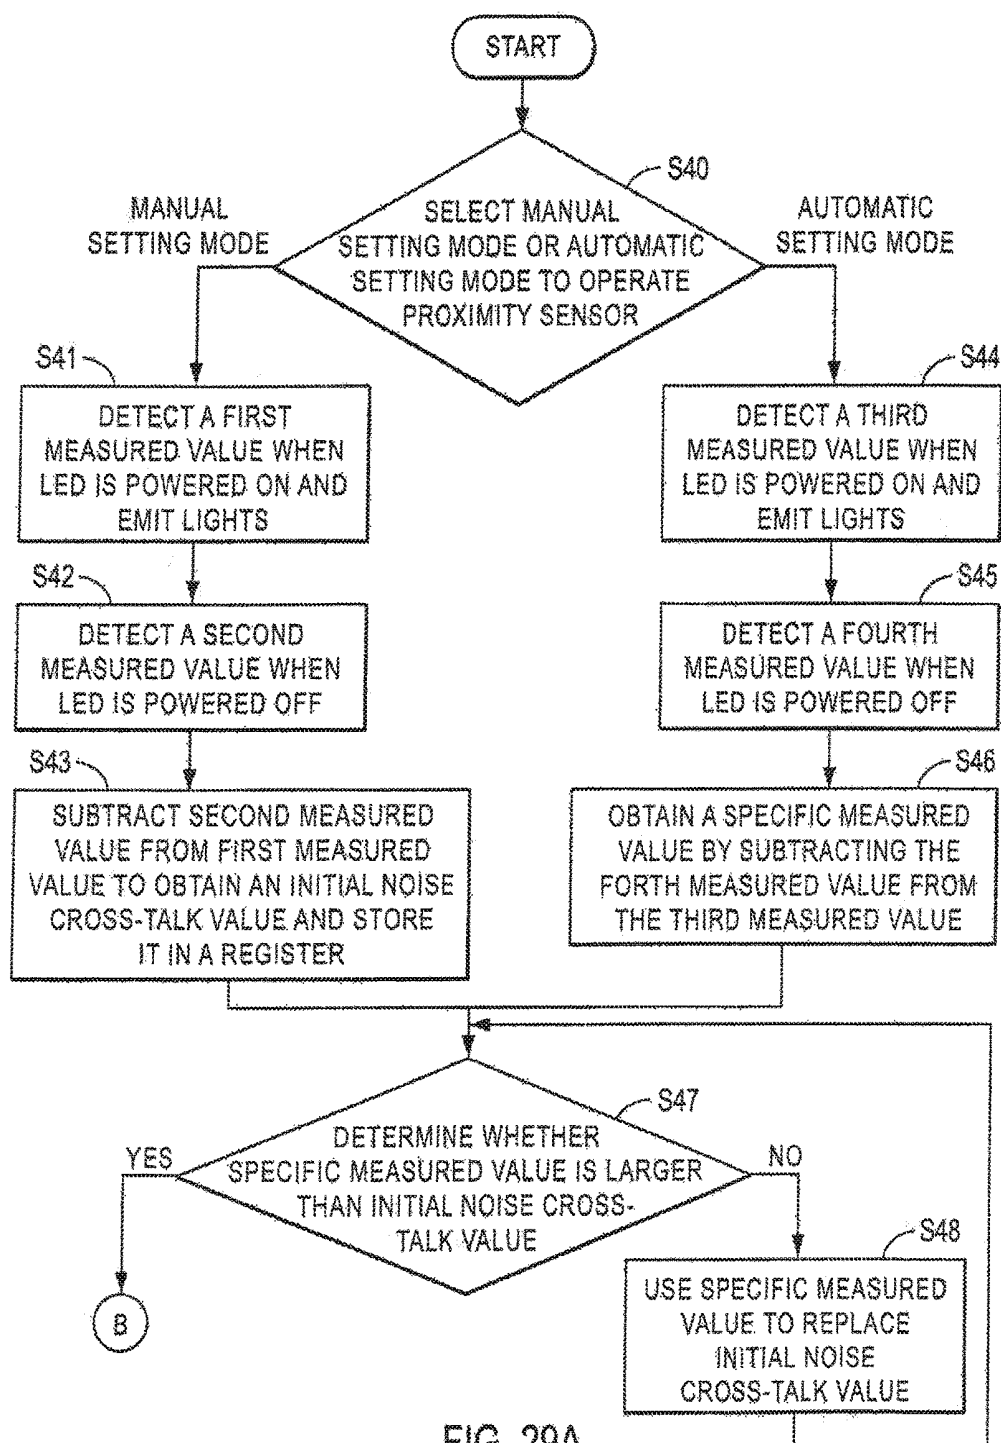 START
S40
SELECT MANUAL
SETTING MODE OR AUTOMATIC
SETTING MODE TO OPERATE
PROXIMITY SENSOR
MANUAL
SETTING MODE
AUTOMATIC
SETTING MODE
S41
DETECT A FIRST
MEASURED VALUE WHEN
LED IS POWERED ON AND
EMIT LIGHTS
S42
DETECT A SECOND
MEASURED VALUE WHEN
LED IS POWERED OFF
S43
SUBTRACT SECOND MEASURED
VALUE FROM FIRST MEASURED
VALUE TO OBTAIN AN INITIAL NOISE
CROSS-TALK VALUE AND STORE
IT IN A REGISTER
S44
DETECT A THIRD
MEASURED VALUE WHEN
LED IS POWERED ON AND
EMIT LIGHTS
S45
DETECT A FOURTH
MEASURED VALUE WHEN
LED IS POWERED OFF
S46
OBTAIN A SPECIFIC MEASURED
VALUE BY SUBTRACTING THE
FORTH MEASURED VALUE FROM
THE THIRD MEASURED VALUE
S47
DETERMINE WHETHER
SPECIFIC MEASURED VALUE IS LARGER
THAN INITIAL NOISE CROSS-
TALK VALUE
YES
NO
B
S48
USE SPECIFIC MEASURED
VALUE TO REPLACE
INITIAL NOISE
CROSS-TALK VALUE
FIG. 29A